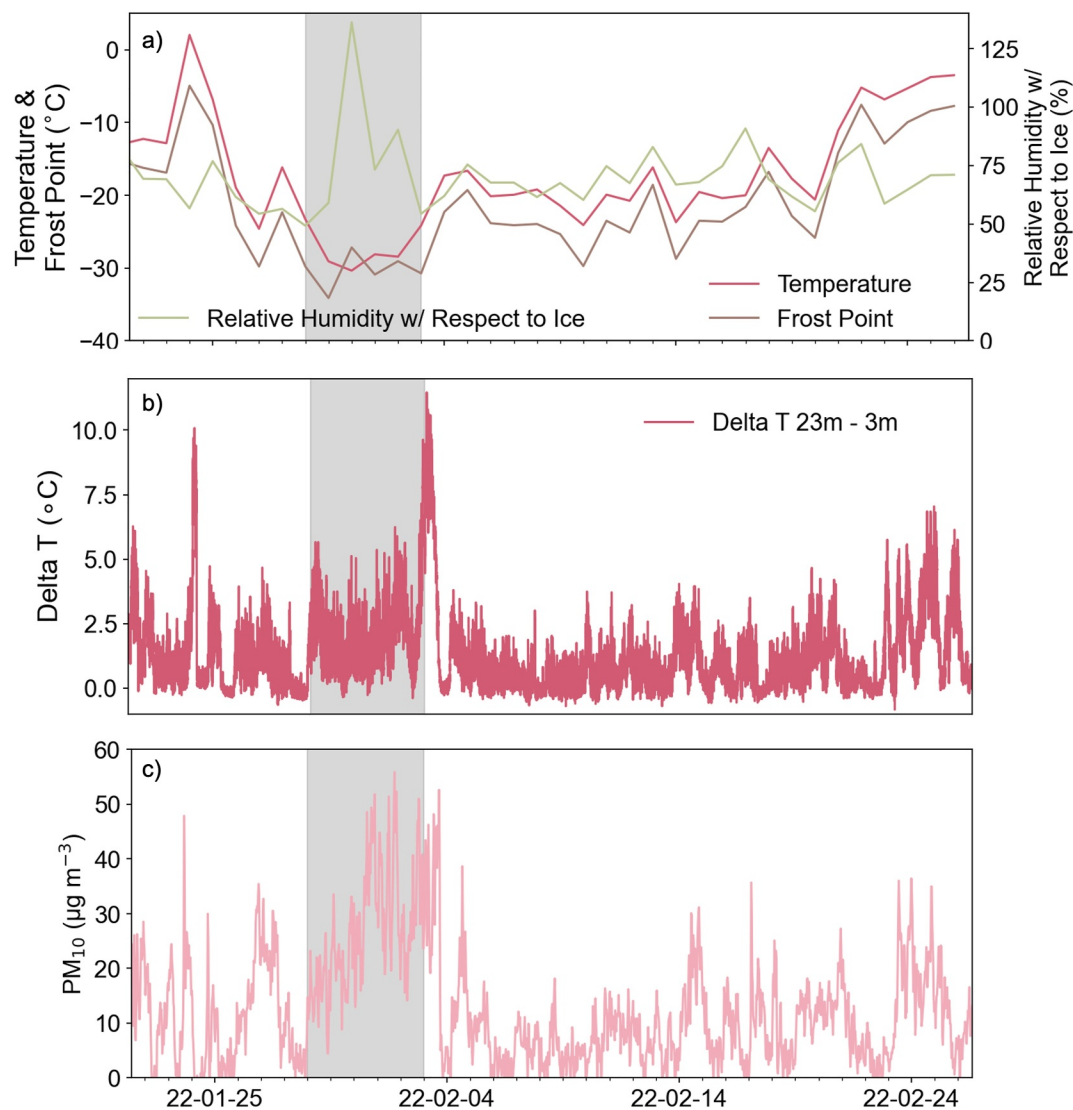 a)
0
−10
−20
−30
−40
Temperature &
Frost Point (°C)
125
100
75
50
25
0
Relative Humidity w/
Respect to Ice (%)
Temperature
Relative Humidity w/ Respect to Ice
Frost Point
b)
10.0
7.5
5.0
2.5
0.0
Delta T (∘C)
Delta T 23m - 3m
c)
60
50
40
30
20
10
0
PM₁₀ (µg m⁻³)
22-01-25
22-02-04
22-02-14
22-02-24